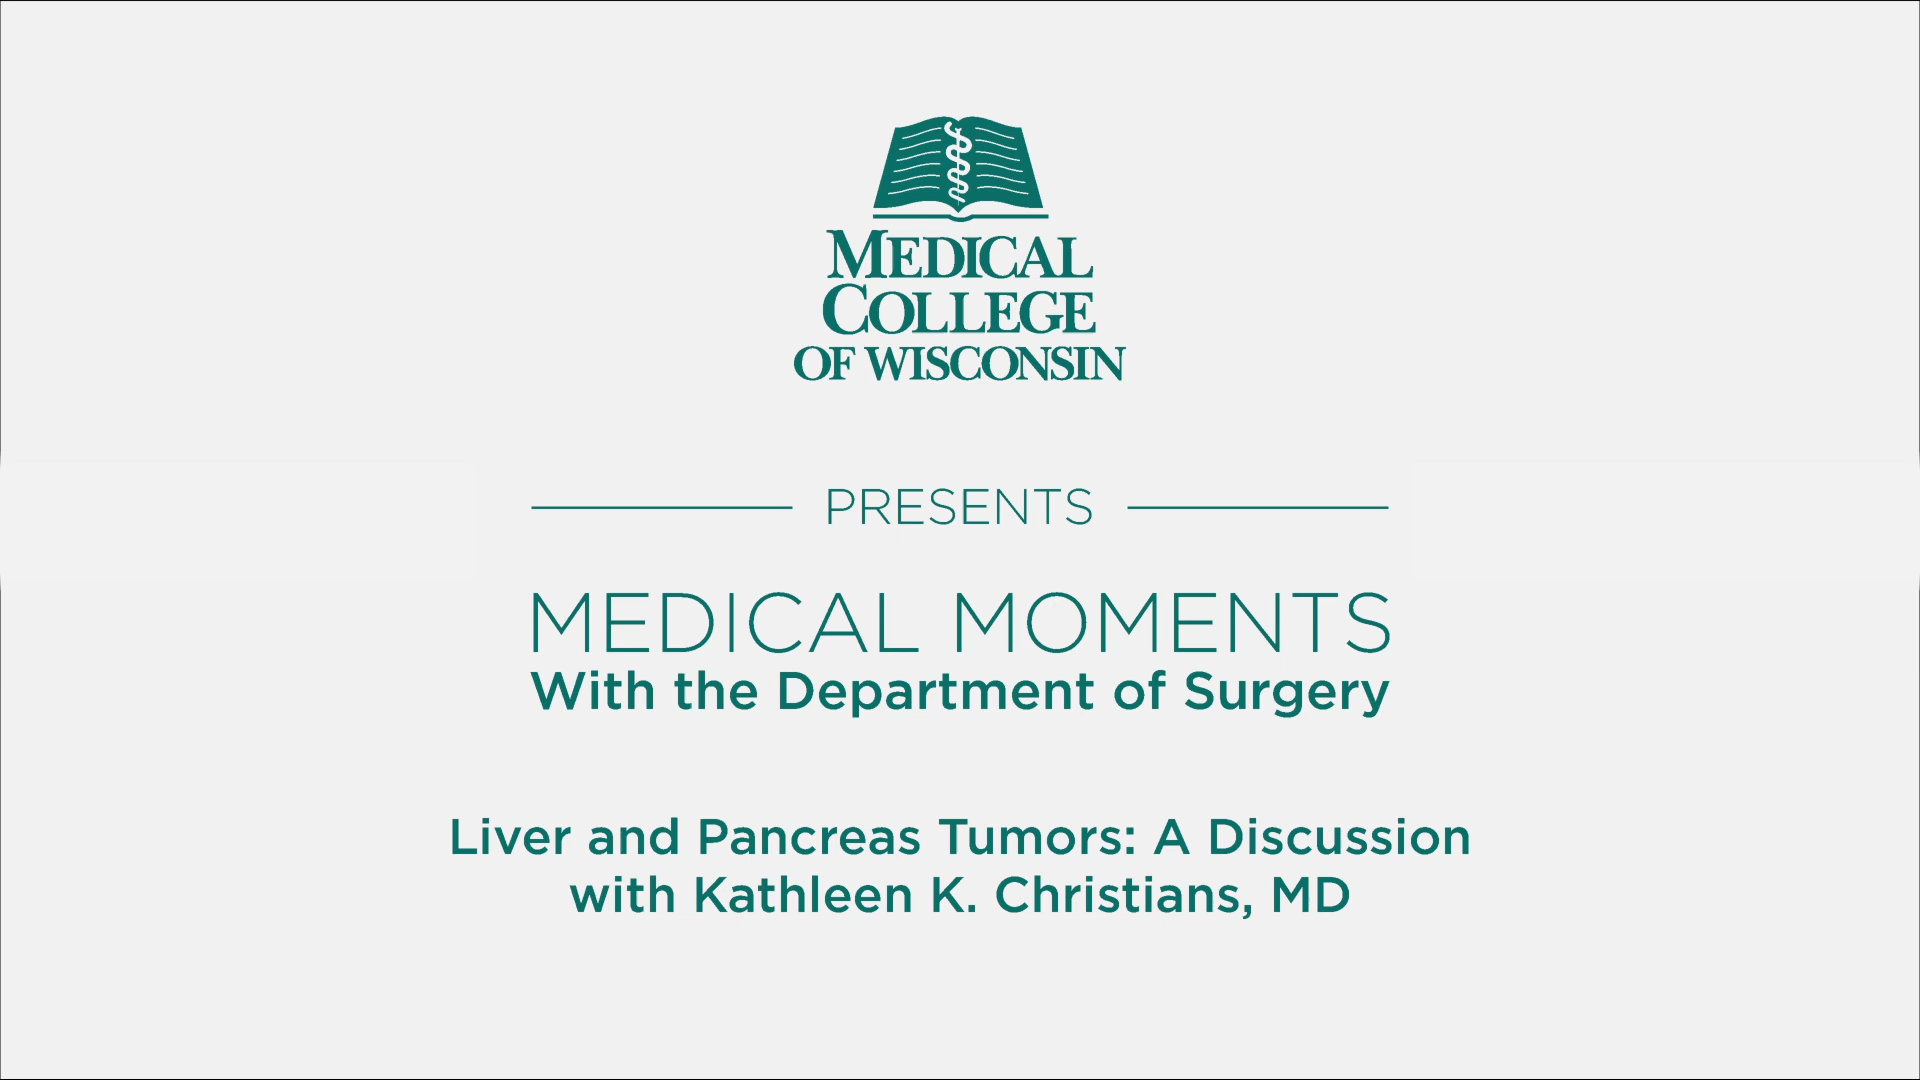 MEDICAL
COLLEGE
OF WISCONSIN
PRESENTS
MEDICAL MOMENTS
With the Department of Surgery
Liver and Pancreas Tumors: A Discussion
with Kathleen K. Christians, MD